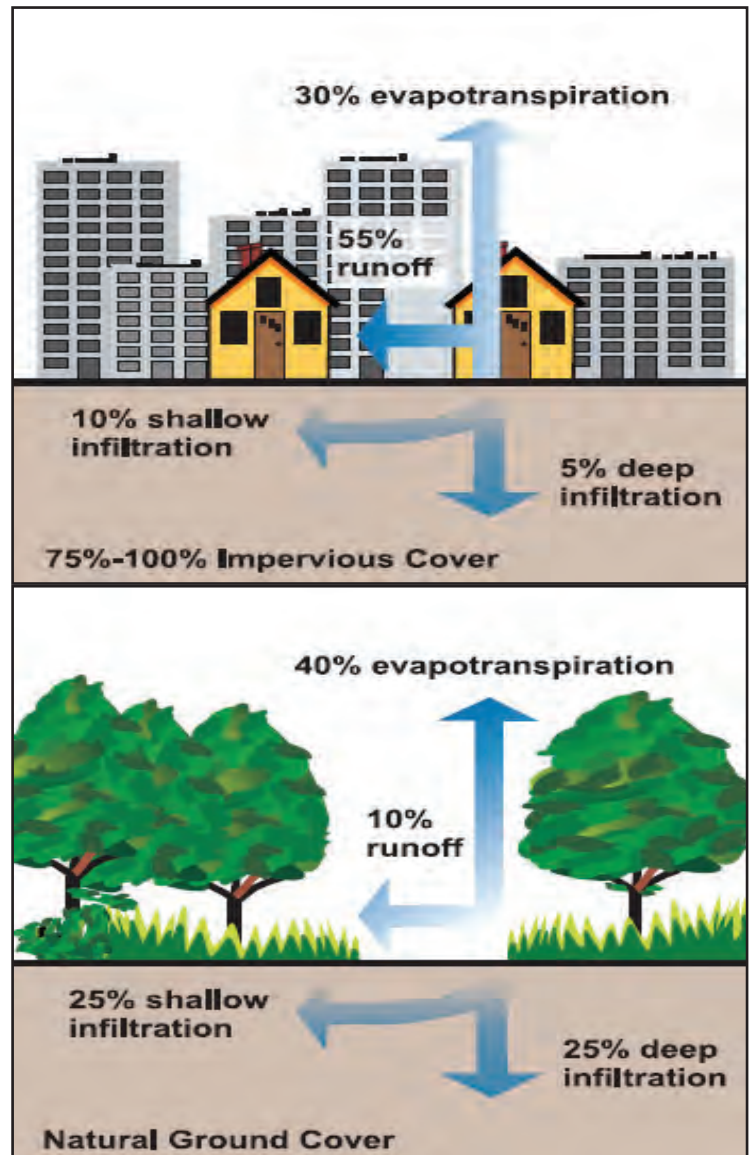 30% evapotranspiration
55%
runoff
10% shallow
infiltration
5% deep
infiltration
75%-100% Impervious Cover
40% evapotranspiration
10%
runoff
25% shallow
infiltration
25% deep
infiltration
Natural Ground Cover